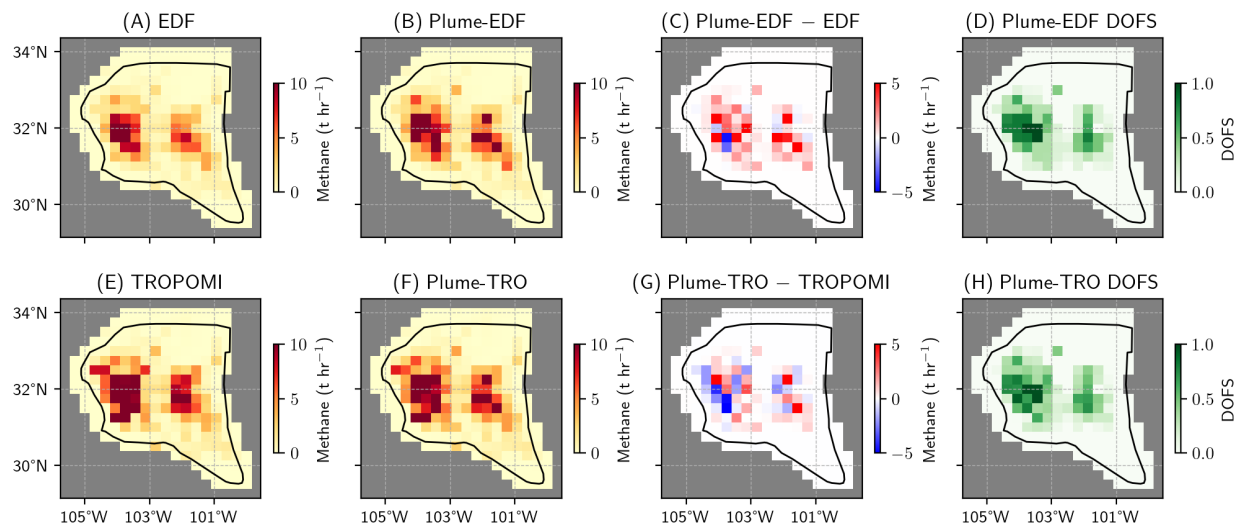 (A) EDF
(B) Plume-EDF
(C) Plume-EDF − EDF
(D) Plume-EDF DOFS
34°N
32°N
30°N
10
5
0
Methane (t hr⁻¹)
10
5
0
Methane (t hr⁻¹)
5
0
−5
Methane (t hr⁻¹)
1.0
0.5
0.0
DOFS
(E) TROPOMI
(F) Plume-TRO
(G) Plume-TRO − TROPOMI
(H) Plume-TRO DOFS
34°N
32°N
30°N
10
5
0
Methane (t hr⁻¹)
10
5
0
Methane (t hr⁻¹)
5
0
−5
Methane (t hr⁻¹)
1.0
0.5
0.0
DOFS
105°W 103°W 101°W
105°W 103°W 101°W
105°W 103°W 101°W
105°W 103°W 101°W